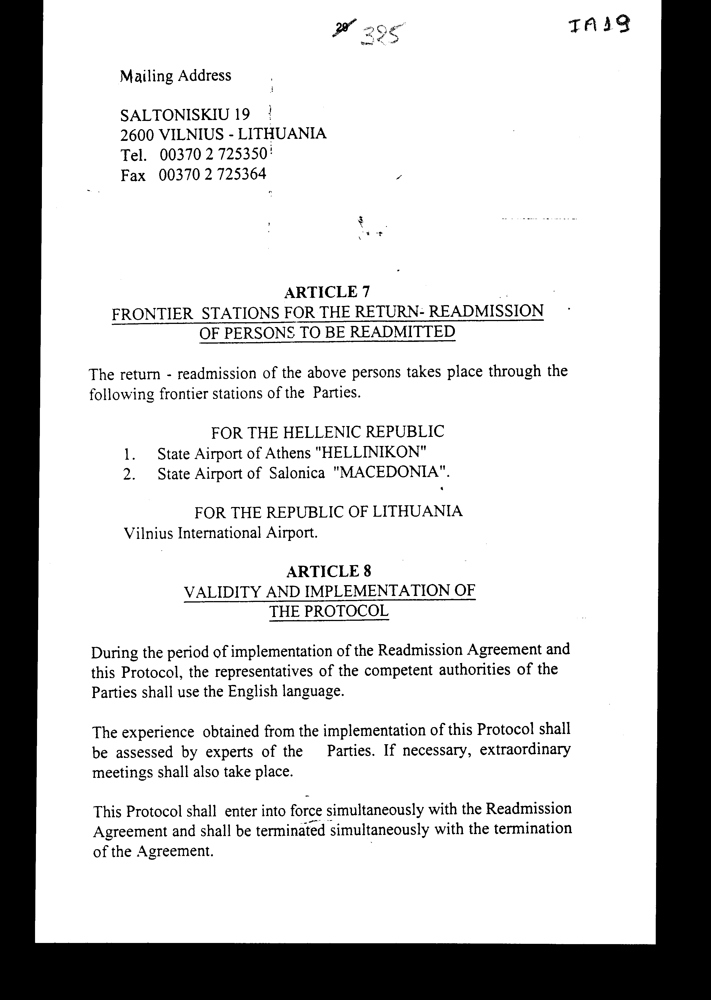 28 325
IA19
Mailing Address
SALTONISKIU 19
2600 VILNIUS - LITHUANIA
Tel. 00370 2 725350
Fax 00370 2 725364
ARTICLE 7
FRONTIER STATIONS FOR THE RETURN- READMISSION
OF PERSONS TO BE READMITTED
The return - readmission of the above persons takes place through the
following frontier stations of the Parties.
FOR THE HELLENIC REPUBLIC
1. State Airport of Athens "HELLINIKON"
2. State Airport of Salonica "MACEDONIA".
FOR THE REPUBLIC OF LITHUANIA
Vilnius International Airport.
ARTICLE 8
VALIDITY AND IMPLEMENTATION OF
THE PROTOCOL
During the period of implementation of the Readmission Agreement and
this Protocol, the representatives of the competent authorities of the
Parties shall use the English language.
The experience obtained from the implementation of this Protocol shall
be assessed by experts of the Parties. If necessary, extraordinary
meetings shall also take place.
This Protocol shall enter into force simultaneously with the Readmission
Agreement and shall be terminated simultaneously with the termination
of the Agreement.